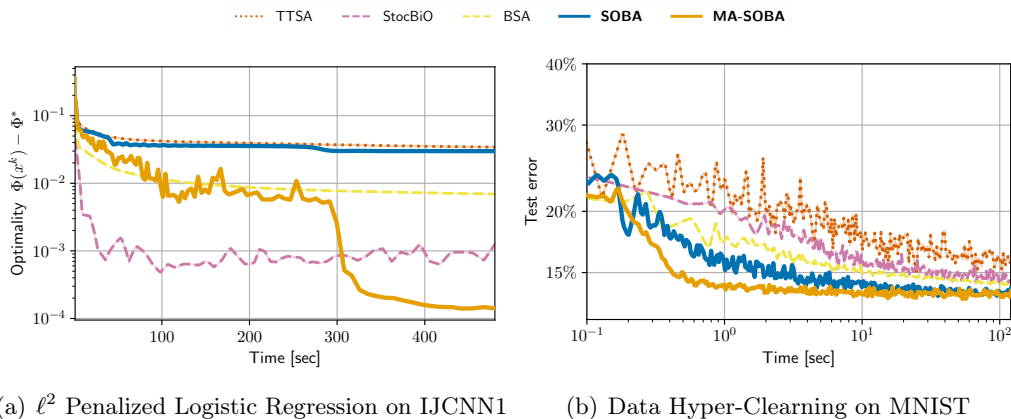 TTSA StocBiO BSA SOBA MA-SOBA
Optimality Φ(x^k) − Φ*
10^−1
10^−2
10^−3
10^−4
100 200 300 400
Time [sec]
Test error
40%
30%
20%
15%
10^−1 10^0 10^1 10^2
Time [sec]
a) ℓ² Penalized Logistic Regression on IJCNN1
(b) Data Hyper-Clearning on MNIST